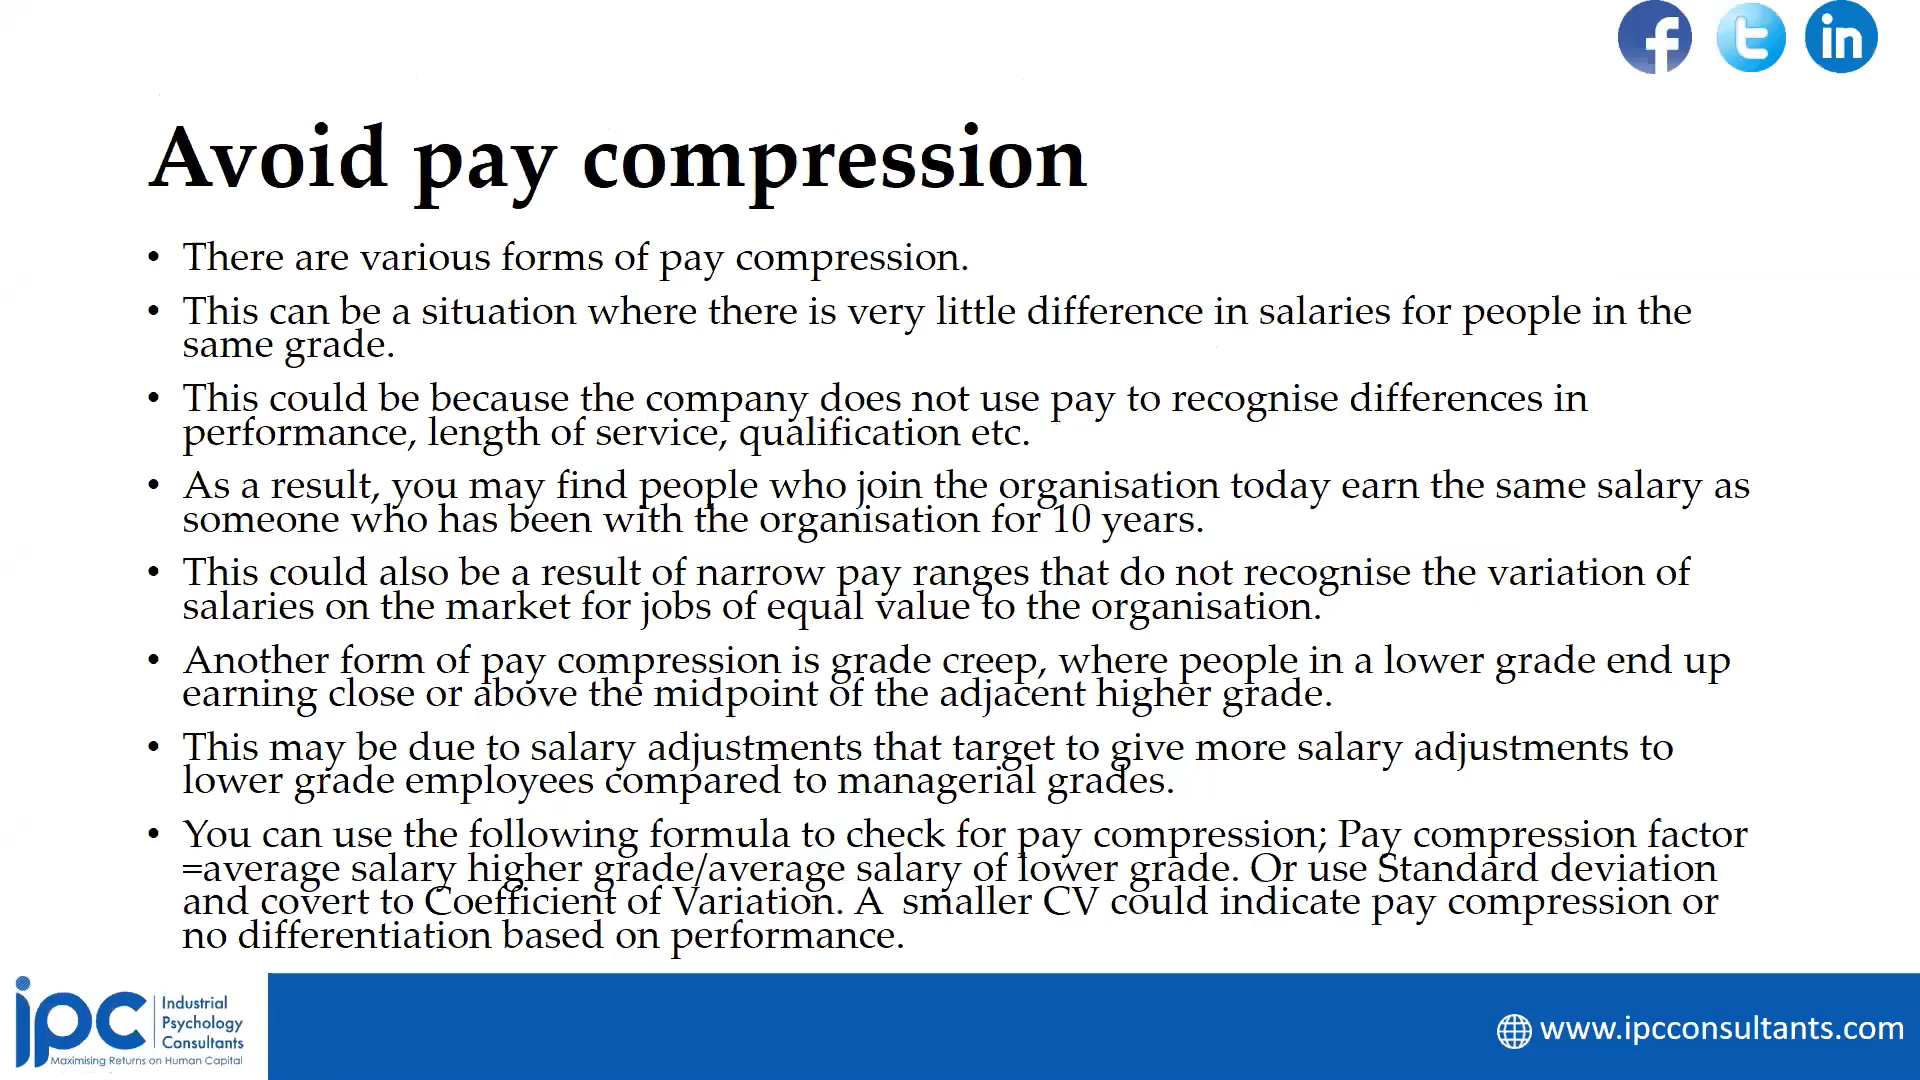 Avoid pay compression
• There are various forms of pay compression.
• This can be a situation where there is very little difference in salaries for people in the
same grade.
• This could be because the company does not use pay to recognise differences in
performance, length of service, qualification etc.
• As a result, you may find people who join the organisation today earn the same salary as
someone who has been with the organisation for 10 years.
• This could also be a result of narrow pay ranges that do not recognise the variation of
salaries on the market for jobs of equal value to the organisation.
• Another form of pay compression is grade creep, where people in a lower grade end up
earning close or above the midpoint of the adjacent higher grade.
• This may be due to salary adjustments that target to give more salary adjustments to
lower grade employees compared to managerial grades.
• You can use the following formula to check for pay compression; Pay compression factor
=average salary higher grade/average salary of lower grade. Or use Standard deviation
and covert to Coefficient of Variation. A  smaller CV could indicate pay compression or
no differentiation based on performance.
ipc
Industrial
Psychology
Consultants
Maximising Returns on Human Capital
www.ipcconsultants.com